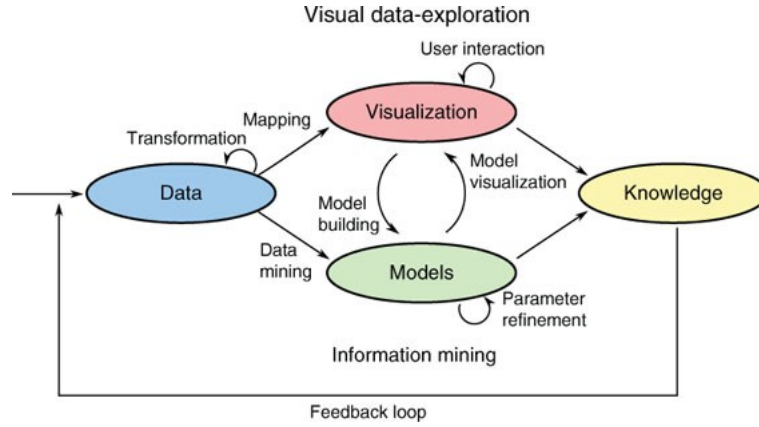 Visual data-exploration
User interaction
Visualization
Mapping
Transformation
Data
Model
visualization
Knowledge
Model
building
Data
mining
Models
Parameter
refinement
Information mining
Feedback loop